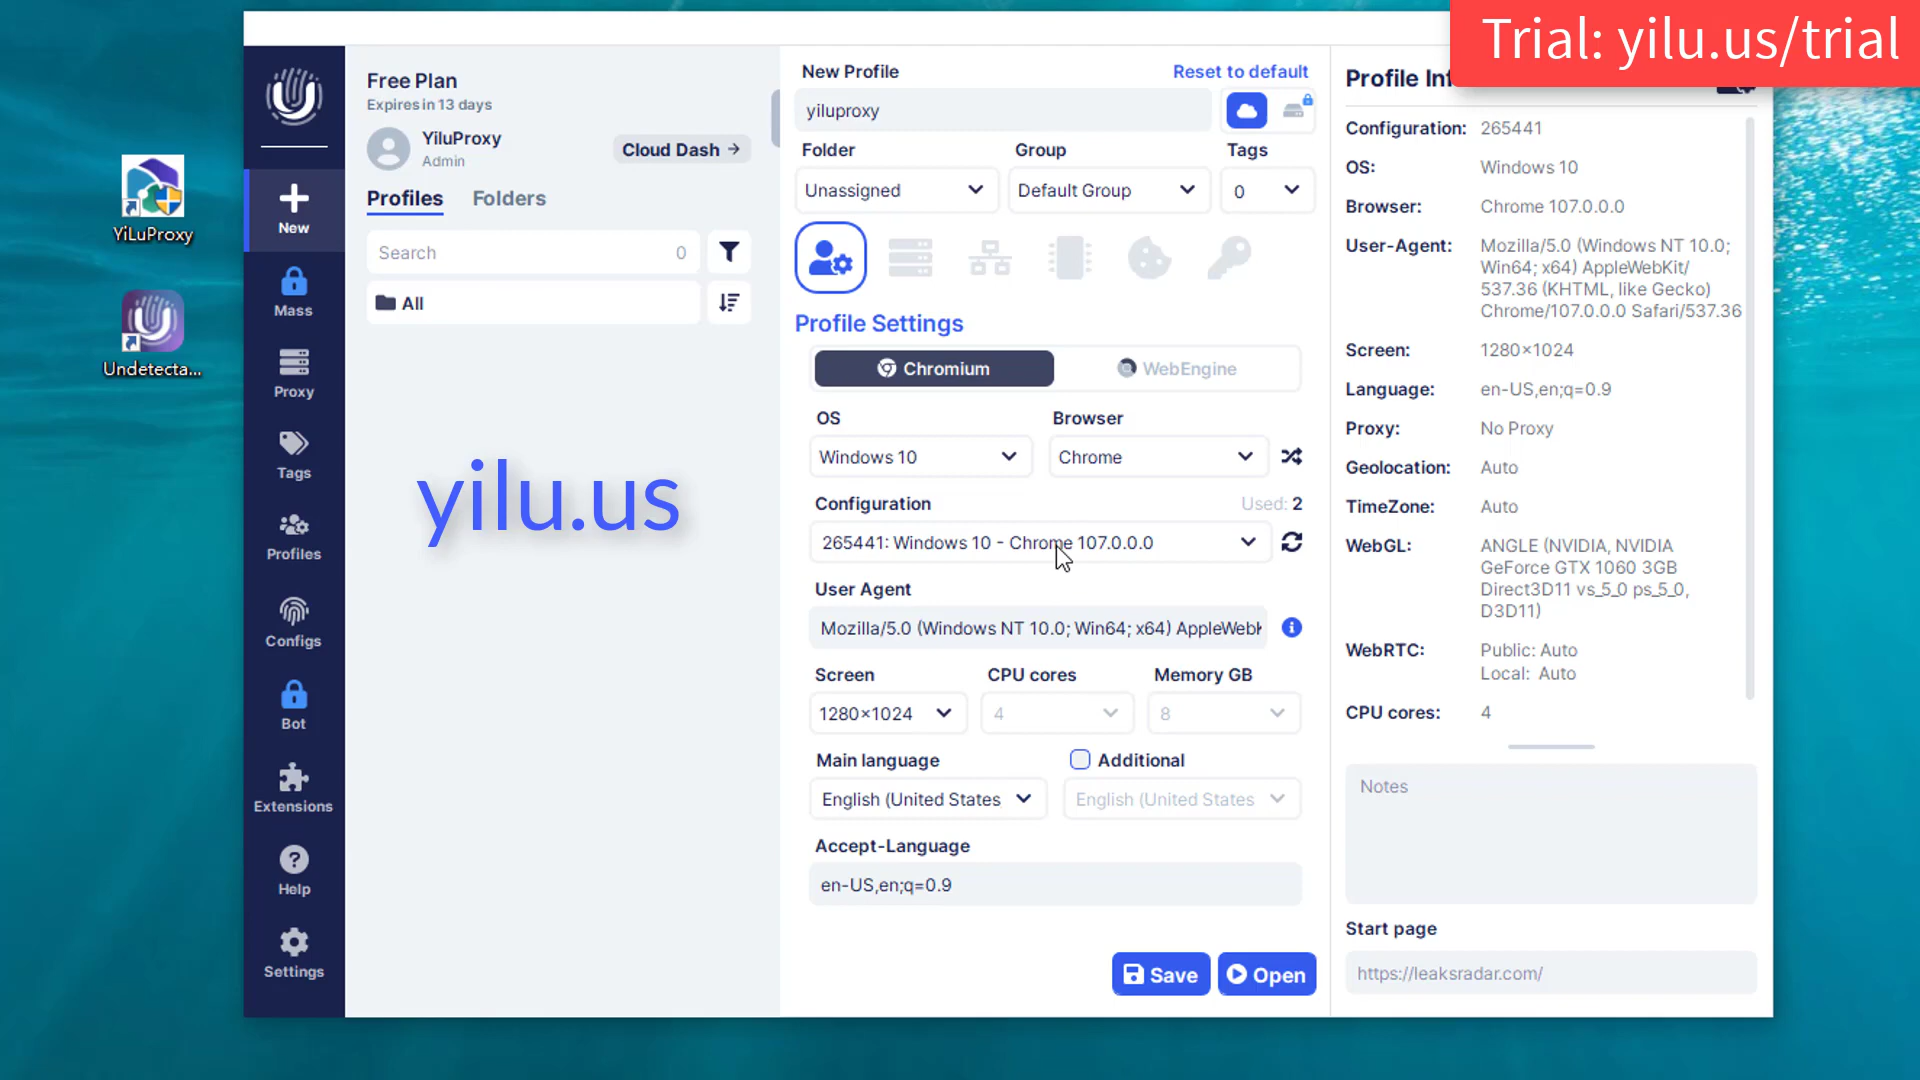 Trial: yilu.us/trial
YiLuProxy
Undetecta...
New
Mass
Proxy
Tags
Profiles
Configs
Bot
Extensions
Help
Settings
Free Plan
Expires in 13 days
YiluProxy
Admin
Cloud Dash
Profiles
Folders
Search
0
All
yilu.us
New Profile
Reset to default
yiluproxy
Folder
Group
Tags
Unassigned
Default Group
0
Profile Settings
Chromium
WebEngine
OS
Browser
Windows 10
Chrome
Configuration
Used: 2
265441: Windows 10 - Chrome 107.0.0.0
User Agent
Mozilla/5.0 (Windows NT 10.0; Win64; x64) AppleWebK
Screen
CPU cores
Memory GB
1280×1024
4
8
Main language
Additional
English (United States
English (United States
Accept-Language
en-US,en;q=0.9
Save
Open
Profile Inf
Configuration: 265441
OS: Windows 10
Browser: Chrome 107.0.0.0
User-Agent: Mozilla/5.0 (Windows NT 10.0;
Win64; x64) AppleWebKit/
537.36 (KHTML, like Gecko)
Chrome/107.0.0.0 Safari/537.36
Screen: 1280×1024
Language: en-US,en;q=0.9
Proxy: No Proxy
Geolocation: Auto
TimeZone: Auto
WebGL: ANGLE (NVIDIA, NVIDIA
GeForce GTX 1060 3GB
Direct3D11 vs_5_0 ps_5_0,
D3D11)
WebRTC: Public: Auto
Local: Auto
CPU cores: 4
Notes
Start page
https://leaksradar.com/